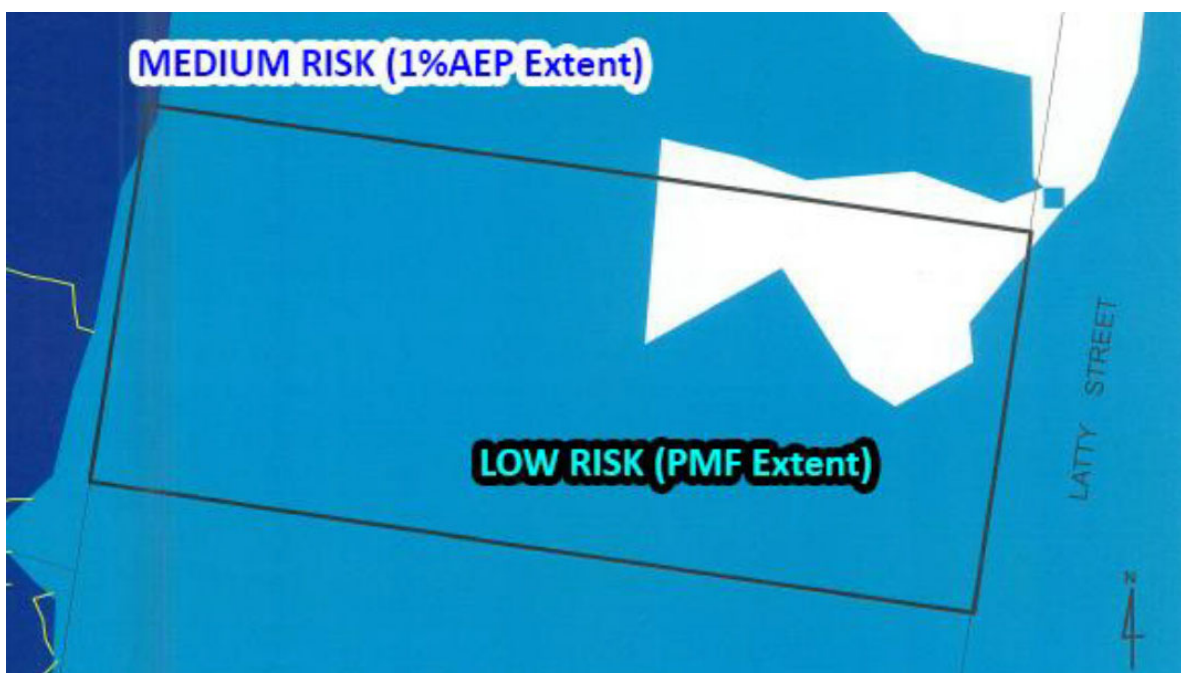 MEDIUM RISK (1%AEP Extent)
LATTY STREET
LOW RISK (PMF Extent)
N